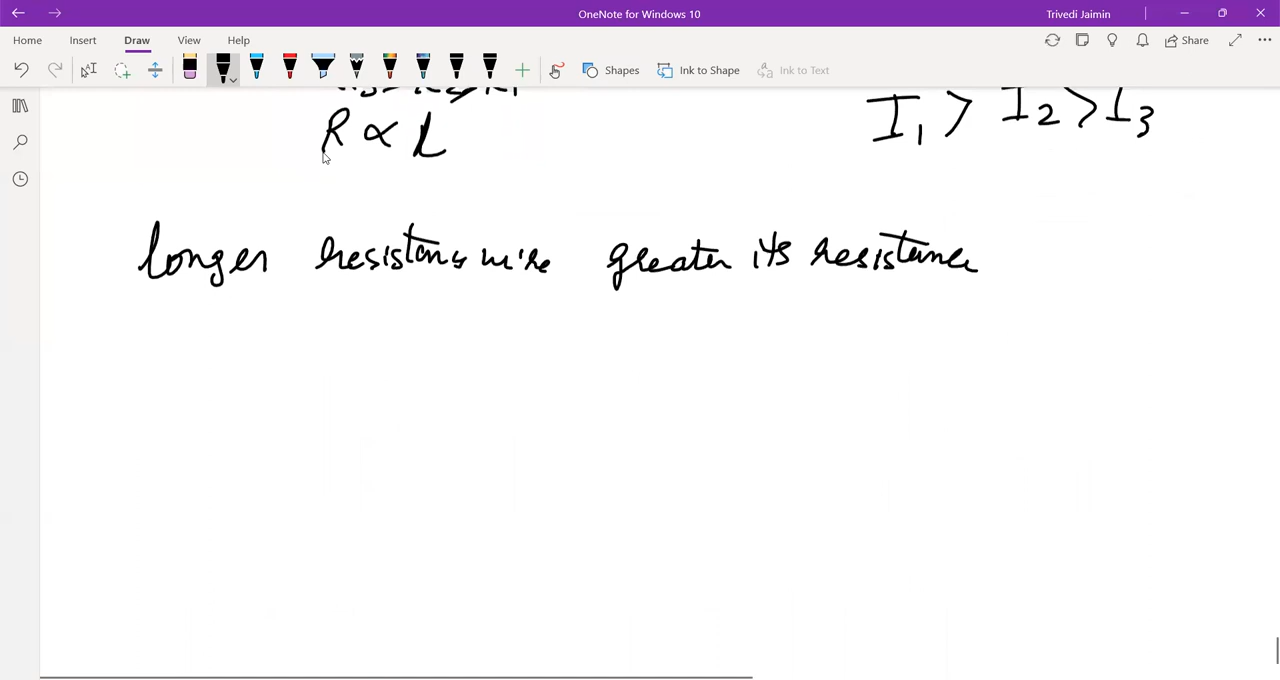 OneNote for Windows 10
Trivedi Jaimin
Home Insert Draw View Help
Share
Shapes Ink to Shape Ink to Text
R ∝ L
I1 > I2 > I3
longer wire greater its resistance